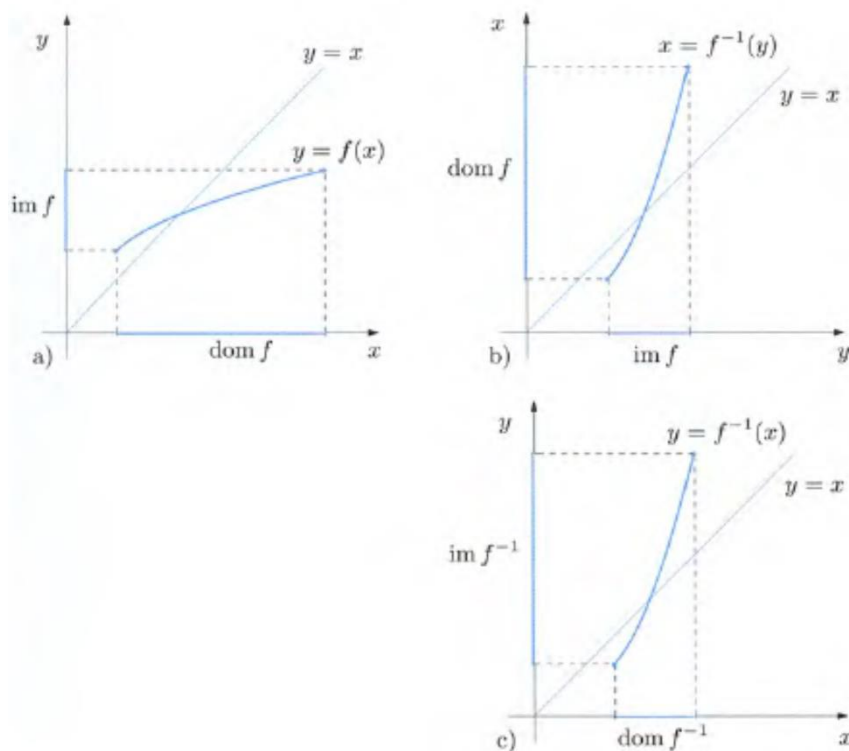 y
y = x
y = f(x)
im f
dom f
x
a)
x
x = f⁻¹(y)
y = x
dom f
im f
y
b)
y
y = f⁻¹(x)
y = x
im f⁻¹
dom f⁻¹
x
c)